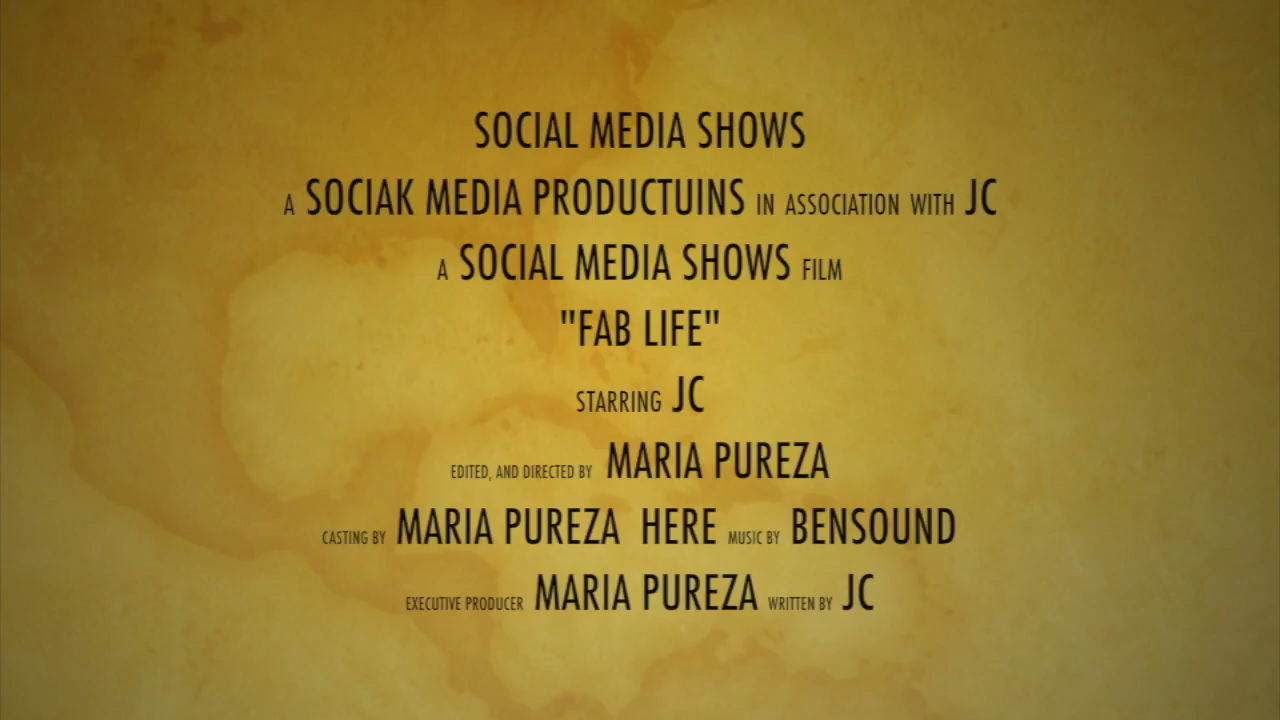 SOCIAL MEDIA SHOWS
A SOCIAK MEDIA PRODUCTUINS IN ASSOCIATION WITH JC
A SOCIAL MEDIA SHOWS FILM
"FAB LIFE"
STARRING JC
EDITED, AND DIRECTED BY MARIA PUREZA
CASTING BY MARIA PUREZA HERE MUSIC BY BENSOUND
EXECUTIVE PRODUCER MARIA PUREZA WRITTEN BY JC